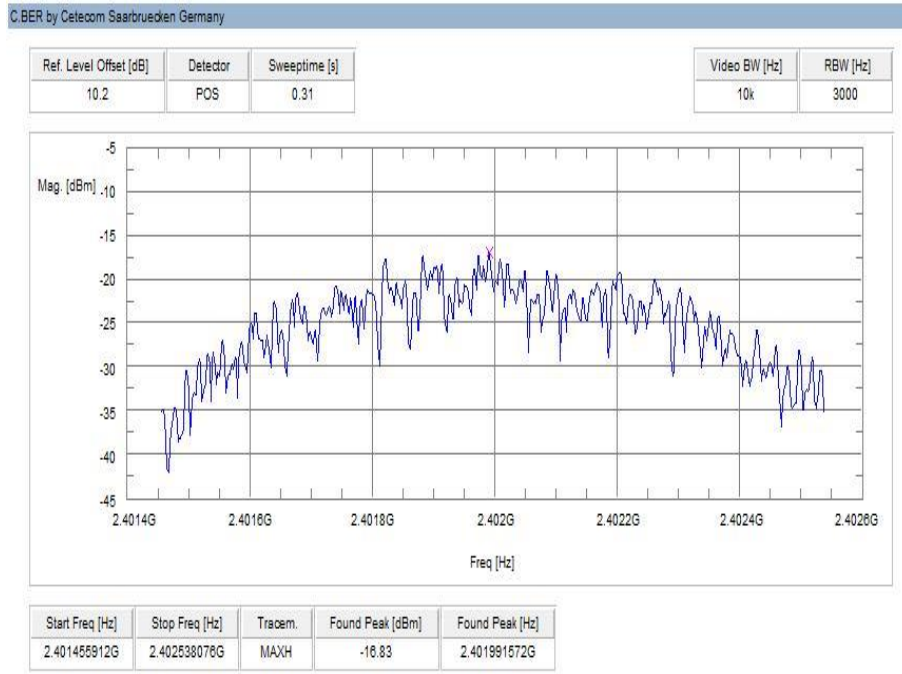 C.BER by Cetecom Saarbruecken Germany
Ref. Level Offset [dB] Detector Sweeptime [s] Video BW [Hz] RBW [Hz]
10.2 POS 0.31 10k 3000
-5
Mag. [dBm] -10
-15
-20
-25
-30
-35
-40
-45
2.4014G 2.4016G 2.4018G 2.402G 2.4022G 2.4024G 2.4026G
Freq [Hz]
Start Freq [Hz] Stop Freq [Hz] Tracem. Found Peak [dBm] Found Peak [Hz]
2.401455912G 2.402538076G MAXH -16.83 2.401991572G